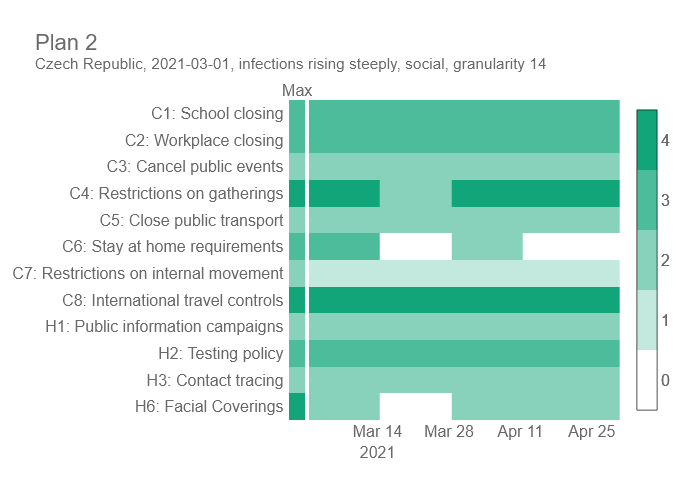 Plan 2
Czech Republic, 2021-03-01, infections rising steeply, social, granularity 14
Max
C1: School closing
C2: Workplace closing
C3: Cancel public events
C4: Restrictions on gatherings
C5: Close public transport
C6: Stay at home requirements
C7: Restrictions on internal movement
C8: International travel controls
H1: Public information campaigns
H2: Testing policy
H3: Contact tracing
H6: Facial Coverings
4
3
2
1
0
Mar 14 Mar 28 Apr 11 Apr 25
2021